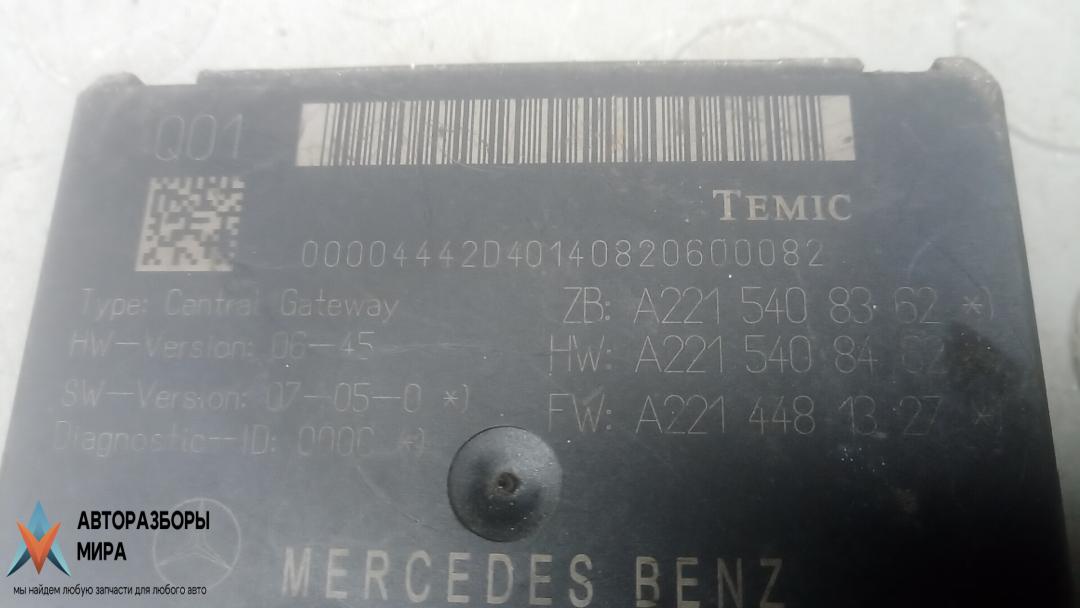 Q01
TEMIC
00004442D40140820600082
Type: Central Gateway
HW-Version: 06-45
SW-Version: 07-05-0 *)
Diagnostic-ID: 000C *)
ZB: A221 540 83 62 *)
HW: A221 540 84 62
FW: A221 448 13 27 *)
MERCEDES BENZ
АВТОРАЗБОРЫ
МИРА
мы найдем любую запчасти для любого авто